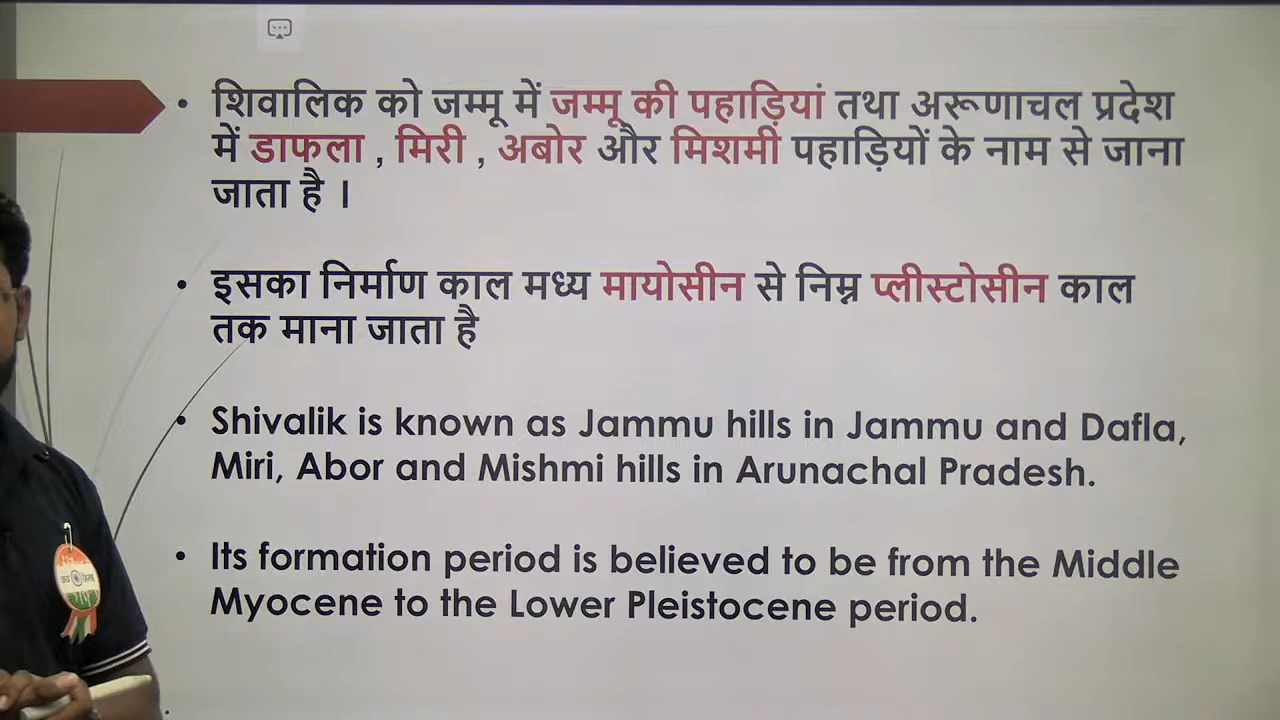 • शिवालिक को जम्मू में जम्मू की पहाड़ियां तथा अरूणाचल प्रदेश
में डाफला , मिरी , अबोर और मिशमी पहाड़ियों के नाम से जाना
जाता है ।
• इसका निर्माण काल मध्य मायोसीन से निम्न प्लीस्टोसीन काल
तक माना जाता है
• Shivalik is known as Jammu hills in Jammu and Dafla,
Miri, Abor and Mishmi hills in Arunachal Pradesh.
• Its formation period is believed to be from the Middle
Myocene to the Lower Pleistocene period.